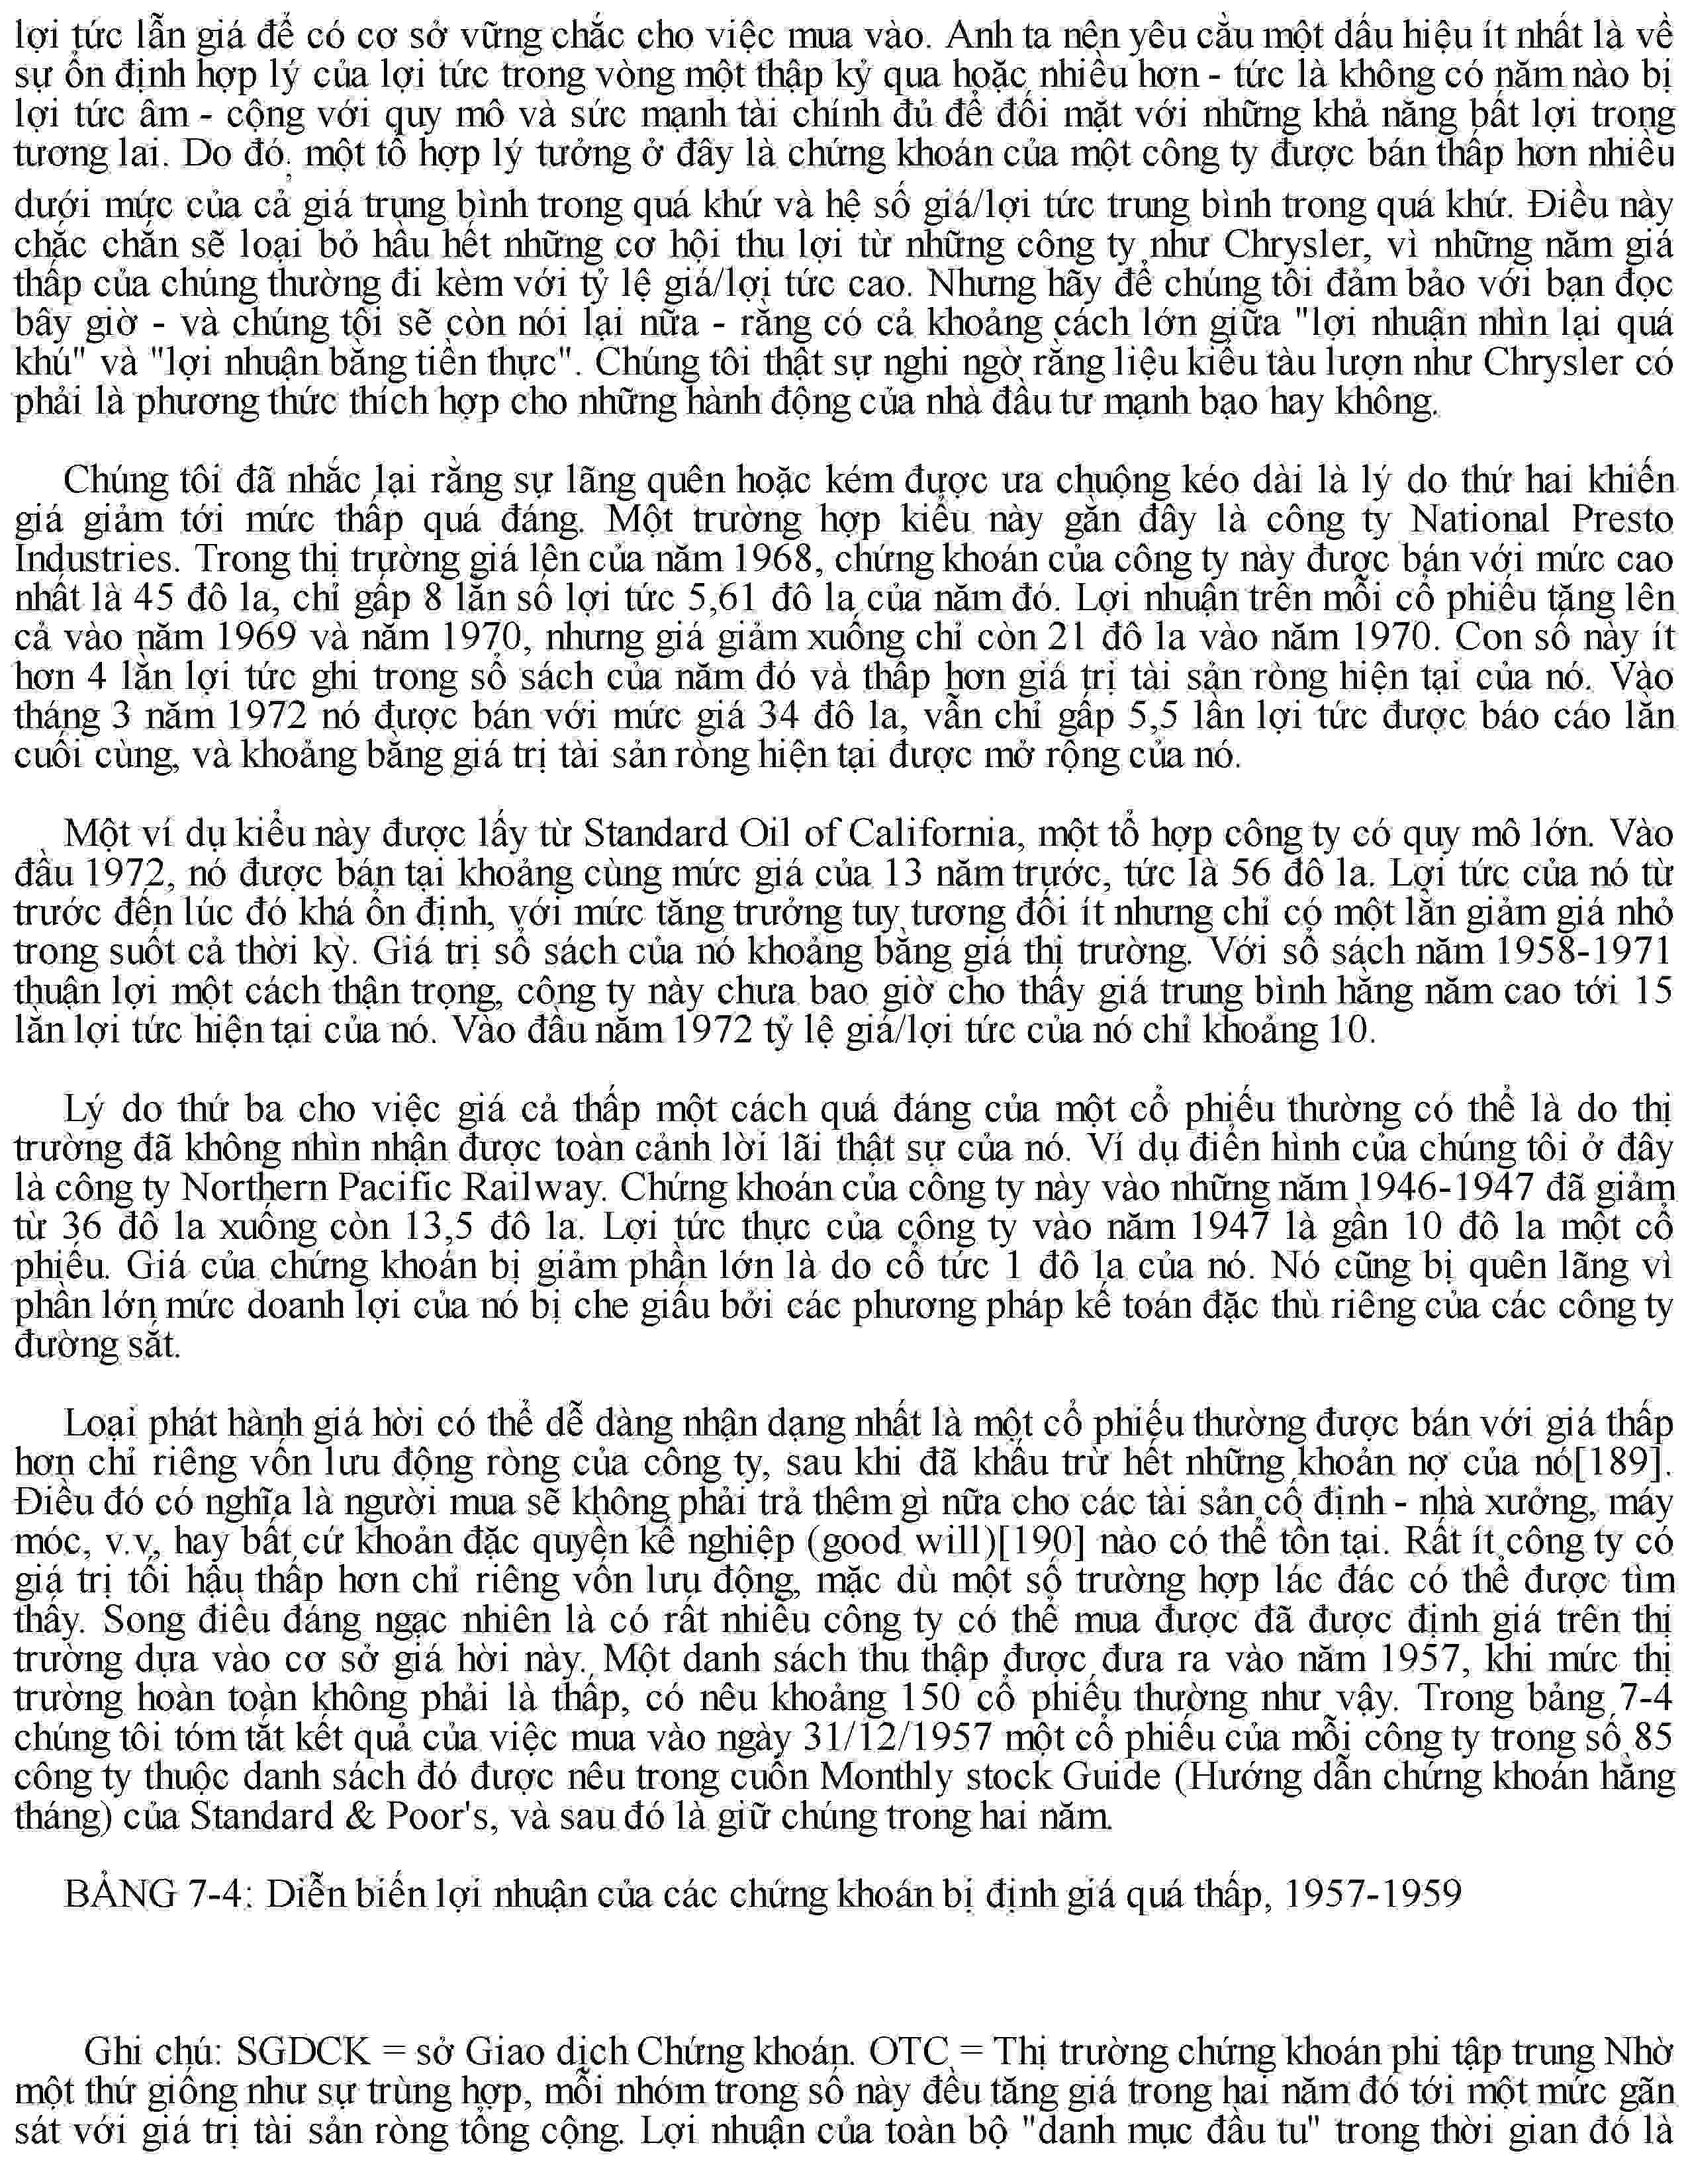 lợi tức lẫn giá để có cơ sở vững chắc cho việc mua vào. Anh ta nên yêu cầu một dấu hiệu ít nhất là về
sự ổn định hợp lý của lợi tức trong vòng một thập kỷ qua hoặc nhiều hơn - tức là không có năm nào bị
lợi tức âm - cộng với quy mô và sức mạnh tài chính đủ để đối mặt với những khả năng bất lợi trong
tương lai. Do đó, một tổ hợp lý tưởng ở đây là chứng khoán của một công ty được bán thấp hơn nhiều
dưới mức của cả giá trung bình trong quá khứ và hệ số giá/lợi tức trung bình trong quá khứ. Điều này
chắc chắn sẽ loại bỏ hầu hết những cơ hội thu lợi từ những công ty như Chrysler, vì những năm giá
thấp của chúng thường đi kèm với tỷ lệ giá/lợi tức cao. Nhưng hãy để chúng tôi đảm bảo với bạn đọc
bây giờ - và chúng tôi sẽ còn nói lại nữa - rằng có cả khoảng cách lớn giữa "lợi nhuận nhìn lại quá
khú" và "lợi nhuận bằng tiền thực". Chúng tôi thật sự nghi ngờ rằng liệu kiểu tàu lượn như Chrysler có
phải là phương thức thích hợp cho những hành động của nhà đầu tư mạnh bạo hay không.
Chúng tôi đã nhắc lại rằng sự lãng quên hoặc kém được ưa chuộng kéo dài là lý do thứ hai khiến
giá giảm tới mức thấp quá đáng. Một trường hợp kiểu này gần đây là công ty National Presto
Industries. Trong thị trường giá lên của năm 1968, chứng khoán của công ty này được bán với mức cao
nhất là 45 đô la, chỉ gấp 8 lần số lợi tức 5,61 đô la của năm đó. Lợi nhuận trên mỗi cổ phiếu tăng lên
cả vào năm 1969 và năm 1970, nhưng giá giảm xuống chỉ còn 21 đô la vào năm 1970. Con số này ít
hơn 4 lần lợi tức ghi trong sổ sách của năm đó và thấp hơn giá trị tài sản ròng hiện tại của nó. Vào
tháng 3 năm 1972 nó được bán với mức giá 34 đô la, vẫn chỉ gấp 5,5 lần lợi tức được báo cáo lần
cuối cùng, và khoảng bằng giá trị tài sản ròng hiện tại được mở rộng của nó.
Một ví dụ kiểu này được lấy từ Standard Oil of California, một tổ hợp công ty có quy mô lớn. Vào
đầu 1972, nó được bán tại khoảng cùng mức giá của 13 năm trước, tức là 56 đô la. Lợi tức của nó từ
trước đến lúc đó khá ổn định, với mức tăng trưởng tuy tương đối ít nhưng chỉ có một lần giảm giá nhỏ
trong suốt cả thời kỳ. Giá trị sổ sách của nó khoảng bằng giá thị trường. Với sổ sách năm 1958-1971
thuận lợi một cách thận trọng, công ty này chưa bao giờ cho thấy giá trung bình hằng năm cao tới 15
lần lợi tức hiện tại của nó. Vào đầu năm 1972 tỷ lệ giá/lợi tức của nó chỉ khoảng 10.
Lý do thứ ba cho việc giá cả thấp một cách quá đáng của một cổ phiếu thường có thể là do thị
trường đã không nhìn nhận được toàn cảnh lời lãi thật sự của nó. Ví dụ điển hình của chúng tôi ở đây
là công ty Northern Pacific Railway. Chứng khoán của công ty này vào những năm 1946-1947 đã giảm
từ 36 đô la xuống còn 13,5 đô la. Lợi tức thực của công ty vào năm 1947 là gần 10 đô la một cổ
phiếu. Giá của chứng khoán bị giảm phần lớn là do cổ tức 1 đô la của nó. Nó cũng bị quên lãng vì
phần lớn mức doanh lợi của nó bị che giấu bởi các phương pháp kế toán đặc thù riêng của các công ty
đường sắt.
Loại phát hành giá hời có thể dễ dàng nhận dạng nhất là một cổ phiếu thường được bán với giá thấp
hơn chỉ riêng vốn lưu động ròng của công ty, sau khi đã khấu trừ hết những khoản nợ của nó[189].
Điều đó có nghĩa là người mua sẽ không phải trả thêm gì nữa cho các tài sản cố định - nhà xưởng, máy
móc, v.v, hay bất cứ khoản đặc quyền kế nghiệp (good will)[190] nào có thể tồn tại. Rất ít công ty có
giá trị tối hậu thấp hơn chỉ riêng vốn lưu động, mặc dù một số trường hợp lác đác có thể được tìm
thấy. Song điều đáng ngạc nhiên là có rất nhiều công ty có thể mua được đã được định giá trên thị
trường dựa vào cơ sở giá hời này. Một danh sách thu thập được đưa ra vào năm 1957, khi mức thị
trường hoàn toàn không phải là thấp, có nêu khoảng 150 cổ phiếu thường như vậy. Trong bảng 7-4
chúng tôi tóm tắt kết quả của việc mua vào ngày 31/12/1957 một cổ phiếu của mỗi công ty trong số 85
công ty thuộc danh sách đó được nêu trong cuốn Monthly stock Guide (Hướng dẫn chứng khoán hằng
tháng) của Standard & Poor's, và sau đó là giữ chúng trong hai năm.
BẢNG 7-4: Diễn biến lợi nhuận của các chứng khoán bị định giá quá thấp, 1957-1959
Ghi chú: SGDCK = sở Giao dịch Chứng khoán. OTC = Thị trường chứng khoán phi tập trung Nhờ
một thứ giống như sự trùng hợp, mỗi nhóm trong số này đều tăng giá trong hai năm đó tới một mức gần
sát với giá trị tài sản ròng tổng cộng. Lợi nhuận của toàn bộ "danh mục đầu tu" trong thời gian đó là